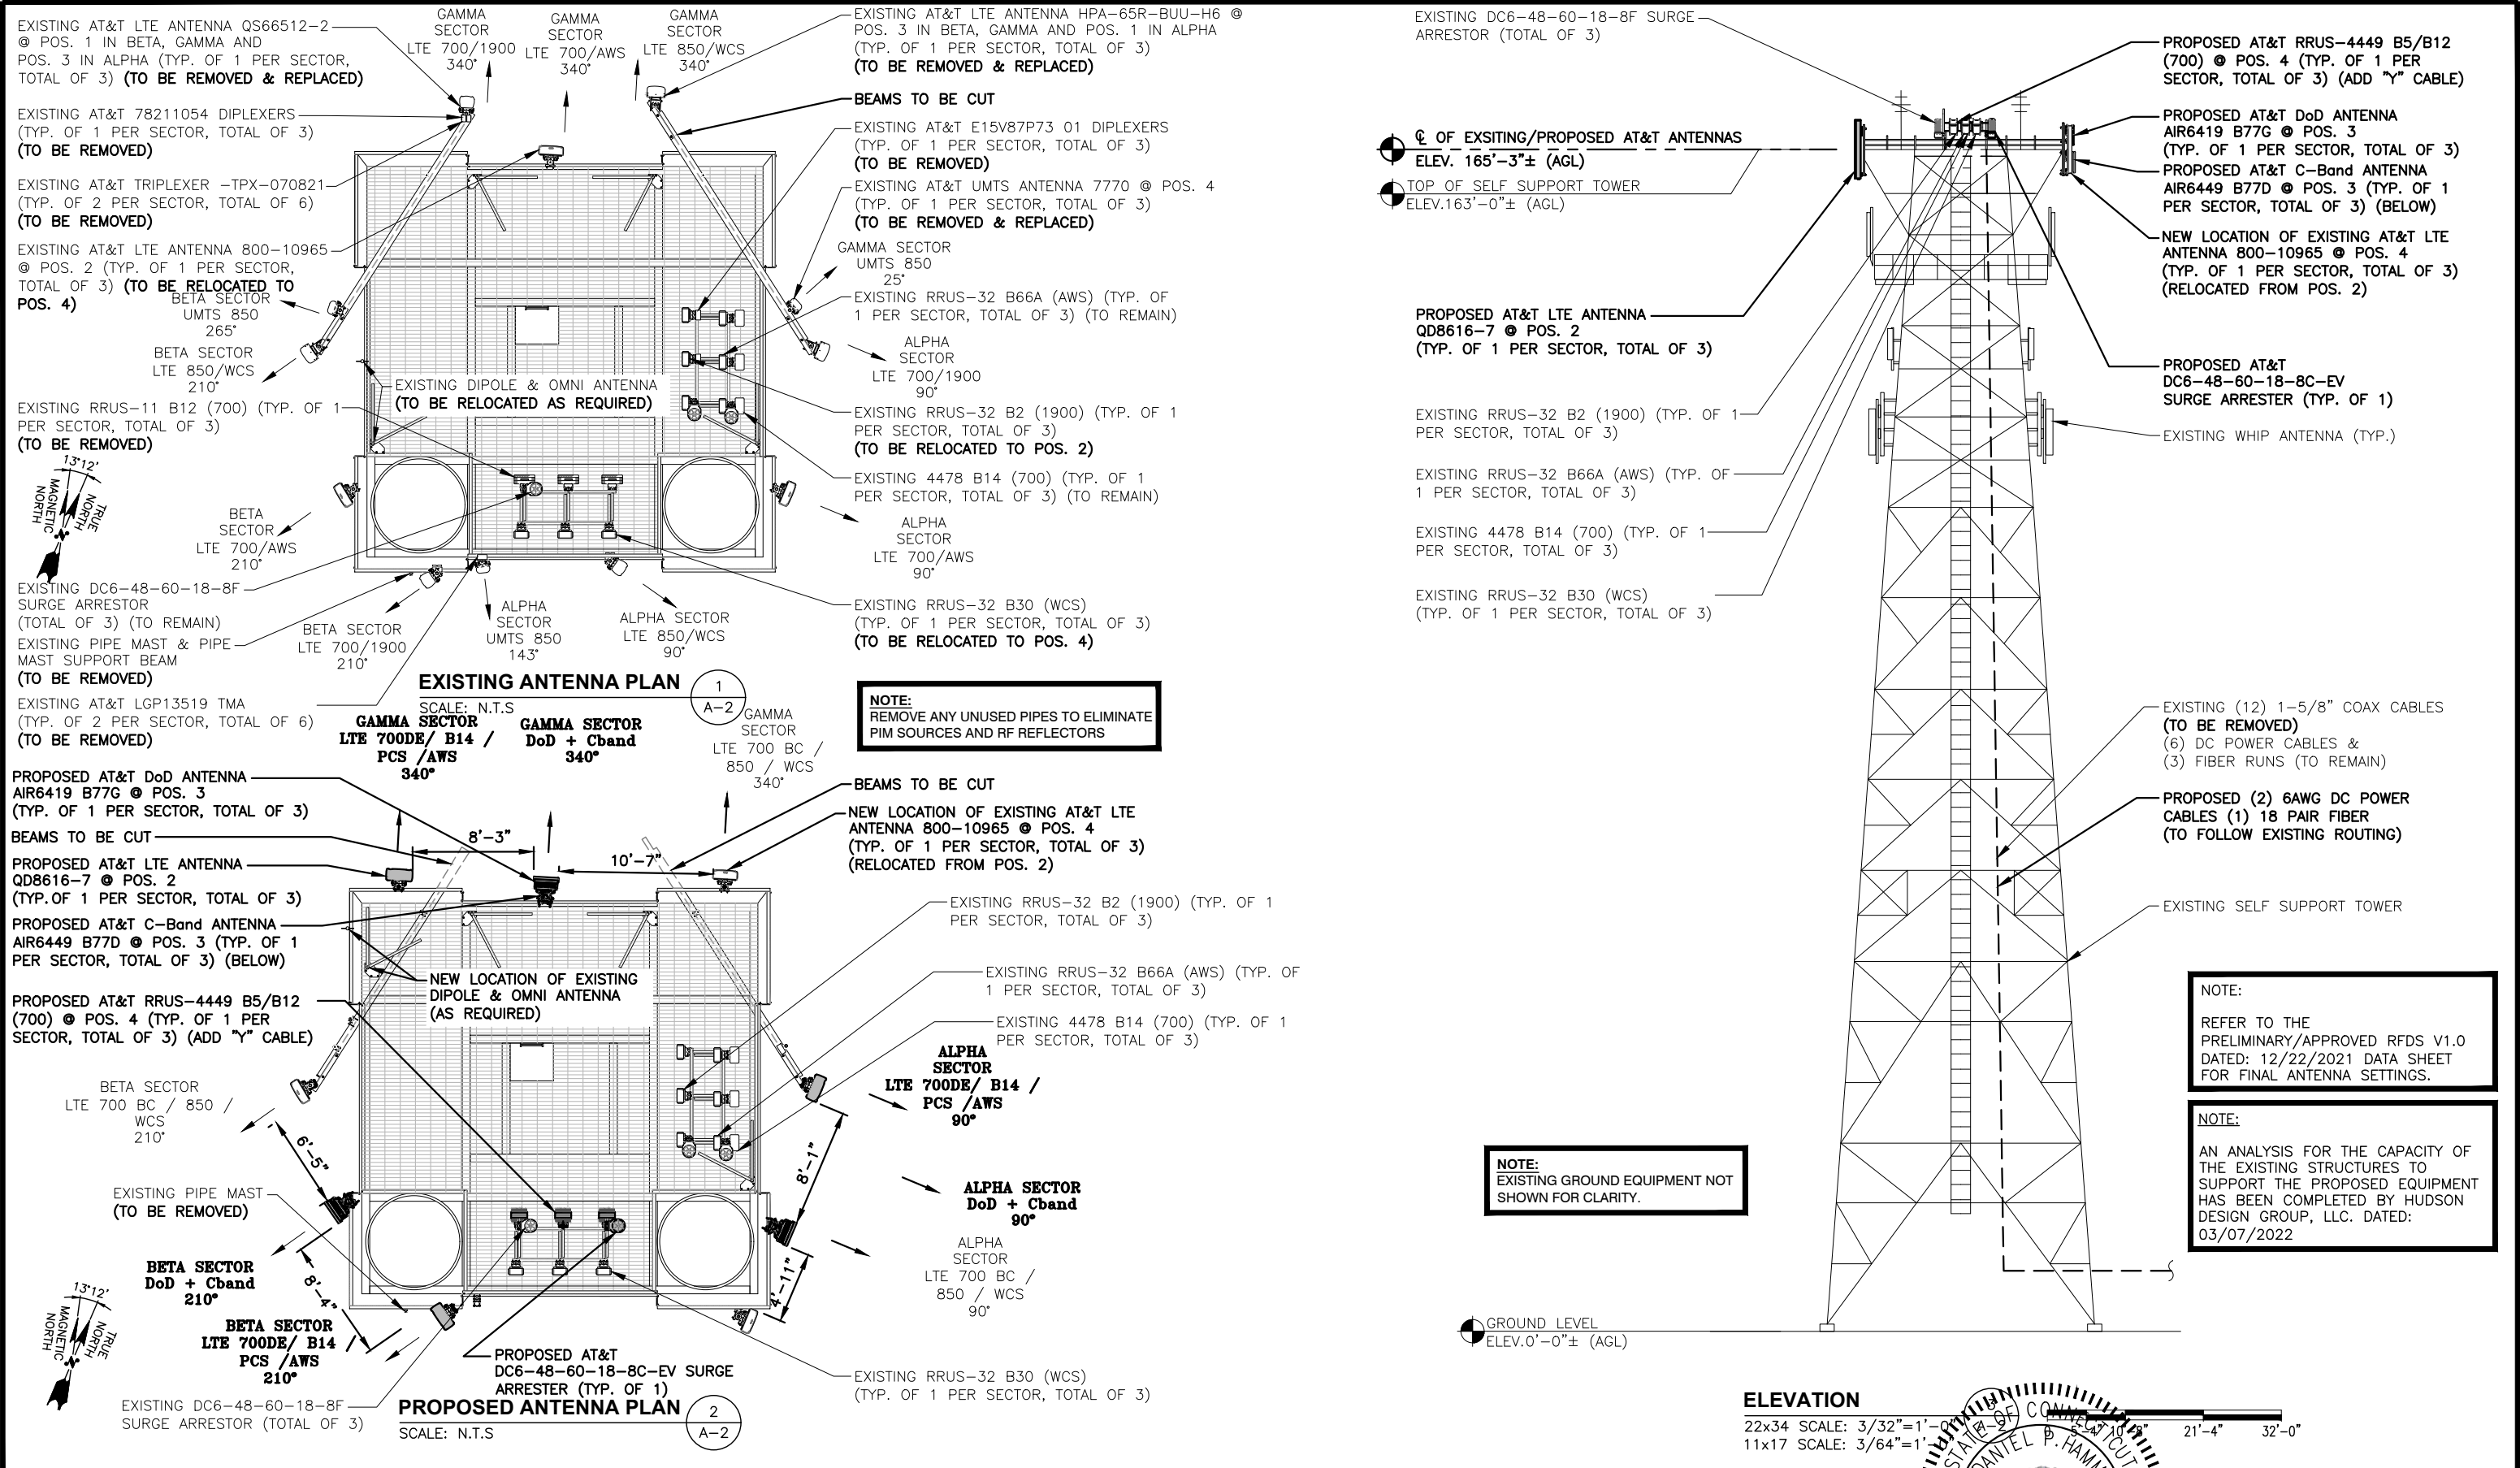 EXISTING AT&T LTE ANTENNA QS66512-2
@ POS. 1 IN BETA, GAMMA AND
POS. 3 IN ALPHA (TYP. OF 1 PER SECTOR,
TOTAL OF 3) (TO BE REMOVED & REPLACED)
EXISTING AT&T 78211054 DIPLEXERS
(TYP. OF 1 PER SECTOR, TOTAL OF 3)
(TO BE REMOVED)
EXISTING AT&T TRIPLEXER -TPX-070821
(TYP. OF 2 PER SECTOR, TOTAL OF 6)
(TO BE REMOVED)
EXISTING AT&T LTE ANTENNA 800-10965
@ POS. 2 (TYP. OF 1 PER SECTOR,
TOTAL OF 3) (TO BE RELOCATED TO
POS. 4)
BETA SECTOR
UMTS 850
265°
BETA SECTOR
LTE 850/WCS
210°
EXISTING RRUS-11 B12 (700) (TYP. OF 1
PER SECTOR, TOTAL OF 3)
(TO BE REMOVED)
13°12'
MAGNETIC
NORTH
TRUE
NORTH
BETA
SECTOR
LTE 700/AWS
210°
EXISTING DC6-48-60-18-8F
SURGE ARRESTOR
(TOTAL OF 3) (TO REMAIN)
EXISTING PIPE MAST & PIPE
MAST SUPPORT BEAM
(TO BE REMOVED)
EXISTING AT&T LGP13519 TMA
(TYP. OF 2 PER SECTOR, TOTAL OF 6)
(TO BE REMOVED)
GAMMA
SECTOR
LTE 700/1900
340°
GAMMA
SECTOR
LTE 700/AWS
340°
GAMMA
SECTOR
LTE 850/WCS
340°
EXISTING DIPOLE & OMNI ANTENNA
(TO BE RELOCATED AS REQUIRED)
BETA SECTOR
LTE 700/1900
210°
ALPHA
SECTOR
UMTS 850
143°
ALPHA SECTOR
LTE 850/WCS
90°
EXISTING AT&T LTE ANTENNA HPA-65R-BUU-H6 @
POS. 3 IN BETA, GAMMA AND POS. 1 IN ALPHA
(TYP. OF 1 PER SECTOR, TOTAL OF 3)
(TO BE REMOVED & REPLACED)
BEAMS TO BE CUT
EXISTING AT&T E15V87P73 01 DIPLEXERS
(TYP. OF 1 PER SECTOR, TOTAL OF 3)
(TO BE REMOVED)
EXISTING AT&T UMTS ANTENNA 7770 @ POS. 4
(TYP. OF 1 PER SECTOR, TOTAL OF 3)
(TO BE REMOVED & REPLACED)
GAMMA SECTOR
UMTS 850
25°
EXISTING RRUS-32 B66A (AWS) (TYP. OF
1 PER SECTOR, TOTAL OF 3) (TO REMAIN)
ALPHA
SECTOR
LTE 700/1900
90°
EXISTING RRUS-32 B2 (1900) (TYP. OF 1
PER SECTOR, TOTAL OF 3)
(TO BE RELOCATED TO POS. 2)
EXISTING 4478 B14 (700) (TYP. OF 1
PER SECTOR, TOTAL OF 3) (TO REMAIN)
ALPHA
SECTOR
LTE 700/AWS
90°
EXISTING RRUS-32 B30 (WCS)
(TYP. OF 1 PER SECTOR, TOTAL OF 3)
(TO BE RELOCATED TO POS. 4)
EXISTING ANTENNA PLAN
SCALE: N.T.S
1
A-2
NOTE:
REMOVE ANY UNUSED PIPES TO ELIMINATE
PIM SOURCES AND RF REFLECTORS
GAMMA SECTOR
LTE 700DE/ B14 /
PCS /AWS
340°
GAMMA SECTOR
DoD + Cband
340°
GAMMA
SECTOR
LTE 700 BC /
850 / WCS
340°
PROPOSED AT&T DoD ANTENNA
AIR6419 B77G @ POS. 3
(TYP. OF 1 PER SECTOR, TOTAL OF 3)
BEAMS TO BE CUT
PROPOSED AT&T LTE ANTENNA
QD8616-7 @ POS. 2
(TYP.OF 1 PER SECTOR, TOTAL OF 3)
PROPOSED AT&T C-Band ANTENNA
AIR6449 B77D @ POS. 3 (TYP. OF 1
PER SECTOR, TOTAL OF 3) (BELOW)
PROPOSED AT&T RRUS-4449 B5/B12
(700) @ POS. 4 (TYP. OF 1 PER
SECTOR, TOTAL OF 3) (ADD "Y" CABLE)
BETA SECTOR
LTE 700 BC / 850 /
WCS
210°
EXISTING PIPE MAST
(TO BE REMOVED)
BETA SECTOR
DoD + Cband
210°
BETA SECTOR
LTE 700DE/ B14 /
PCS /AWS
210°
13°12'
MAGNETIC
NORTH
TRUE
NORTH
EXISTING DC6-48-60-18-8F
SURGE ARRESTOR (TOTAL OF 3)
8'-3"
10'-7"
6'-5"
8'-4"
8'-1"
4'-11"
NEW LOCATION OF EXISTING
DIPOLE & OMNI ANTENNA
(AS REQUIRED)
BEAMS TO BE CUT
NEW LOCATION OF EXISTING AT&T LTE
ANTENNA 800-10965 @ POS. 4
(TYP. OF 1 PER SECTOR, TOTAL OF 3)
(RELOCATED FROM POS. 2)
EXISTING RRUS-32 B2 (1900) (TYP. OF 1
PER SECTOR, TOTAL OF 3)
EXISTING RRUS-32 B66A (AWS) (TYP. OF
1 PER SECTOR, TOTAL OF 3)
EXISTING 4478 B14 (700) (TYP. OF 1
PER SECTOR, TOTAL OF 3)
ALPHA
SECTOR
LTE 700DE/ B14 /
PCS /AWS
90°
ALPHA SECTOR
DoD + Cband
90°
ALPHA
SECTOR
LTE 700 BC /
850 / WCS
90°
PROPOSED AT&T
DC6-48-60-18-8C-EV SURGE
ARRESTER (TYP. OF 1)
EXISTING RRUS-32 B30 (WCS)
(TYP. OF 1 PER SECTOR, TOTAL OF 3)
PROPOSED ANTENNA PLAN
SCALE: N.T.S
2
A-2
EXISTING DC6-48-60-18-8F SURGE
ARRESTOR (TOTAL OF 3)
℄ OF EXSITING/PROPOSED AT&T ANTENNAS
ELEV. 165'-3"± (AGL)
TOP OF SELF SUPPORT TOWER
ELEV.163'-0"± (AGL)
PROPOSED AT&T LTE ANTENNA
QD8616-7 @ POS. 2
(TYP. OF 1 PER SECTOR, TOTAL OF 3)
EXISTING RRUS-32 B2 (1900) (TYP. OF 1
PER SECTOR, TOTAL OF 3)
EXISTING RRUS-32 B66A (AWS) (TYP. OF
1 PER SECTOR, TOTAL OF 3)
EXISTING 4478 B14 (700) (TYP. OF 1
PER SECTOR, TOTAL OF 3)
EXISTING RRUS-32 B30 (WCS)
(TYP. OF 1 PER SECTOR, TOTAL OF 3)
PROPOSED AT&T RRUS-4449 B5/B12
(700) @ POS. 4 (TYP. OF 1 PER
SECTOR, TOTAL OF 3) (ADD "Y" CABLE)
PROPOSED AT&T DoD ANTENNA
AIR6419 B77G @ POS. 3
(TYP. OF 1 PER SECTOR, TOTAL OF 3)
PROPOSED AT&T C-Band ANTENNA
AIR6449 B77D @ POS. 3 (TYP. OF 1
PER SECTOR, TOTAL OF 3) (BELOW)
NEW LOCATION OF EXISTING AT&T LTE
ANTENNA 800-10965 @ POS. 4
(TYP. OF 1 PER SECTOR, TOTAL OF 3)
(RELOCATED FROM POS. 2)
PROPOSED AT&T
DC6-48-60-18-8C-EV
SURGE ARRESTER (TYP. OF 1)
EXISTING WHIP ANTENNA (TYP.)
EXISTING (12) 1-5/8" COAX CABLES
(TO BE REMOVED)
(6) DC POWER CABLES &
(3) FIBER RUNS (TO REMAIN)
PROPOSED (2) 6AWG DC POWER
CABLES (1) 18 PAIR FIBER
(TO FOLLOW EXISTING ROUTING)
EXISTING SELF SUPPORT TOWER
NOTE:
REFER TO THE
PRELIMINARY/APPROVED RFDS V1.0
DATED: 12/22/2021 DATA SHEET
FOR FINAL ANTENNA SETTINGS.
NOTE:
AN ANALYSIS FOR THE CAPACITY OF
THE EXISTING STRUCTURES TO
SUPPORT THE PROPOSED EQUIPMENT
HAS BEEN COMPLETED BY HUDSON
DESIGN GROUP, LLC. DATED:
03/07/2022
NOTE:
EXISTING GROUND EQUIPMENT NOT
SHOWN FOR CLARITY.
GROUND LEVEL
ELEV.0'-0"± (AGL)
ELEVATION
22x34 SCALE: 3/32"=1'-0"
11x17 SCALE: 3/64"=1'
3
A-2
0 5'-4" 10'-8" 21'-4" 32'-0"
STATE OF CONNECTICUT
DANIEL P. HAMM